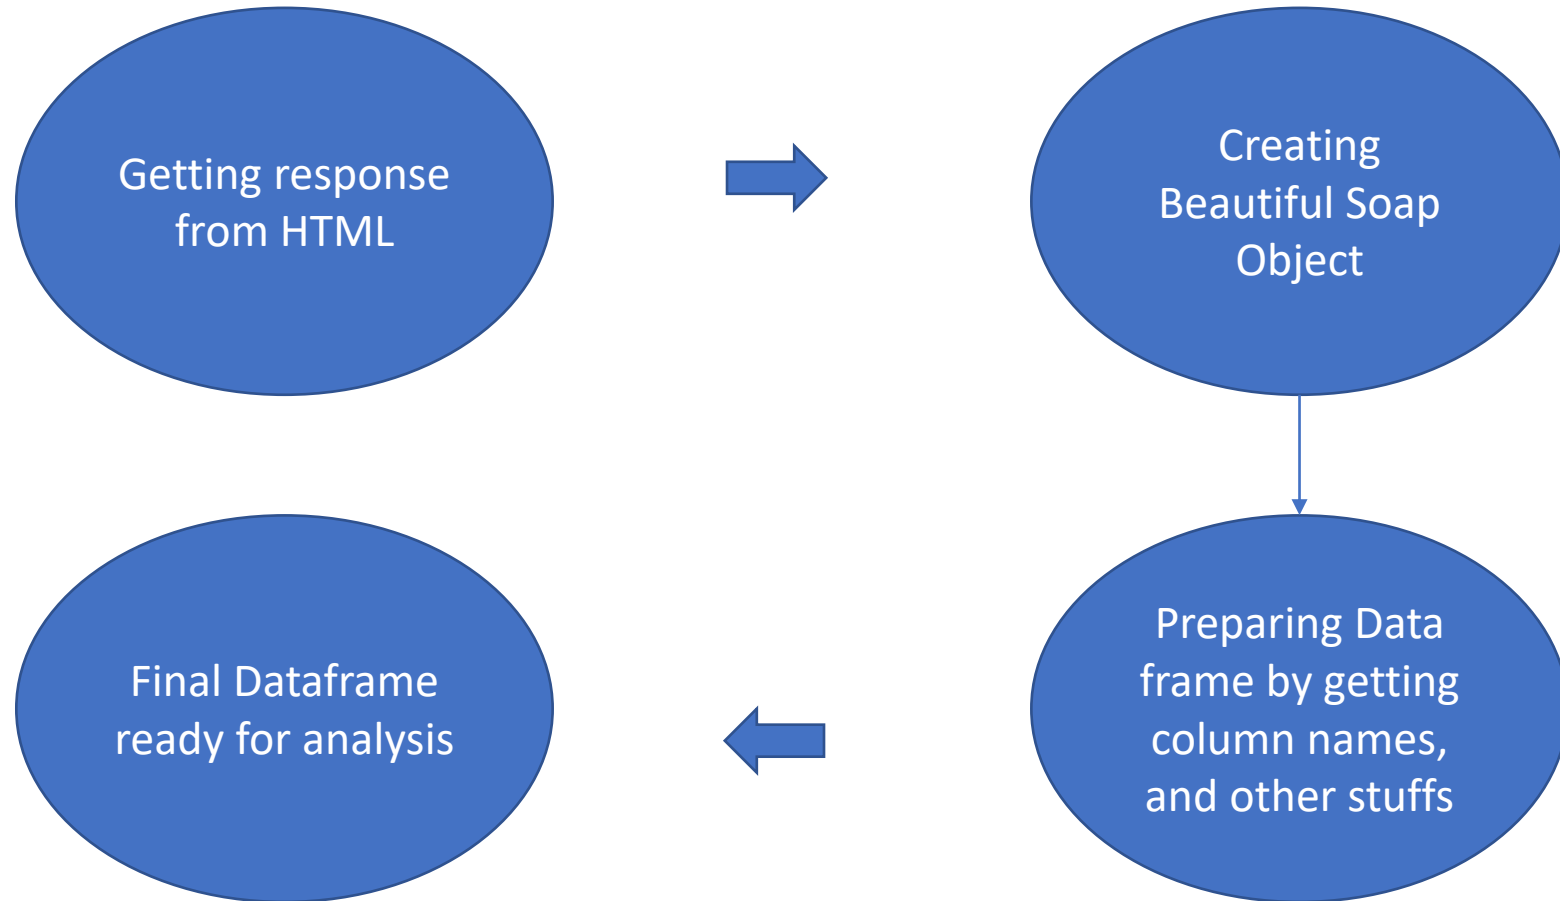 Getting response
from HTML
Creating
Beautiful Soap
Object
Preparing Data
frame by getting
column names,
and other stuffs
Final Dataframe
ready for analysis